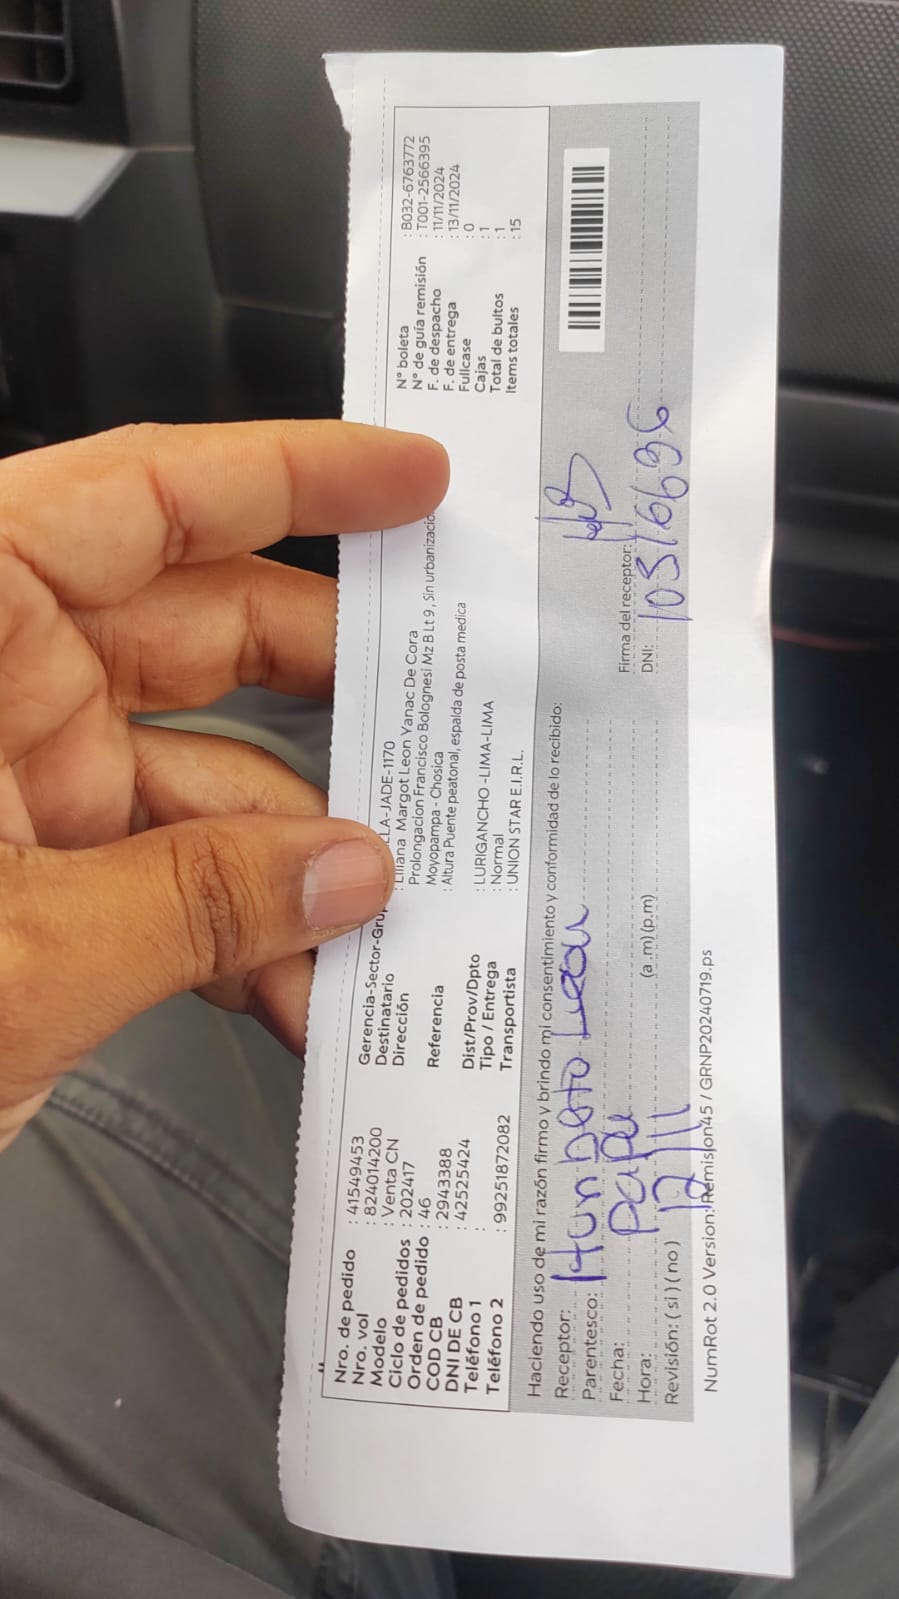 Nro. de pedido : 41549453
Nro. vol : 824014200
Modelo : Venta CN
Ciclo de pedidos : 202417
Orden de pedido : 46
COD CB : 2943388
DNI DE CB : 42525424
Teléfono 1 :
Teléfono 2 : 99251872082
Gerencia-Sector-Grup LLA-JADE-1170
Destinatario : Liliana Margot Leon Yanac De Cora
Dirección Prolongacion Francisco Bolognesi Mz B Lt 9, Sin urbanizacio
Moyopampa - Chosica
Referencia : Altura Puente peatonal, espalda de posta medica
Dist/Prov/Dpto : LURIGANCHO -LIMA-LIMA
Tipo / Entrega : Normal
Transportista : UNION STAR E.I.R.L.
N° boleta : B032-6763772
N° de guía remisión : T001-2566395
F. de despacho : 11/11/2024
F. de entrega : 13/11/2024
Fullcase : 0
Cajas : 1
Total de bultos : 1
Items totales : 15
Haciendo uso de mi razón firmo y brindo mi consentimiento y conformidad de lo recibido:
Receptor: Humberto Leon
Parentesco: Papa
Fecha: 12/11
Hora: (a .m) (p.m)
Revisión: ( si ) ( no )
Firma del receptor:
DNI:
NumRot 2.0 Version: Remision45 / GRNP20240719.ps